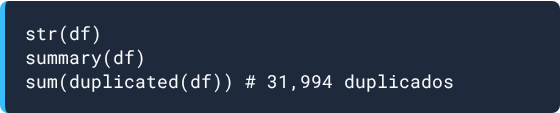 str(df)
summary(df)
sum(duplicated(df)) # 31,994 duplicados